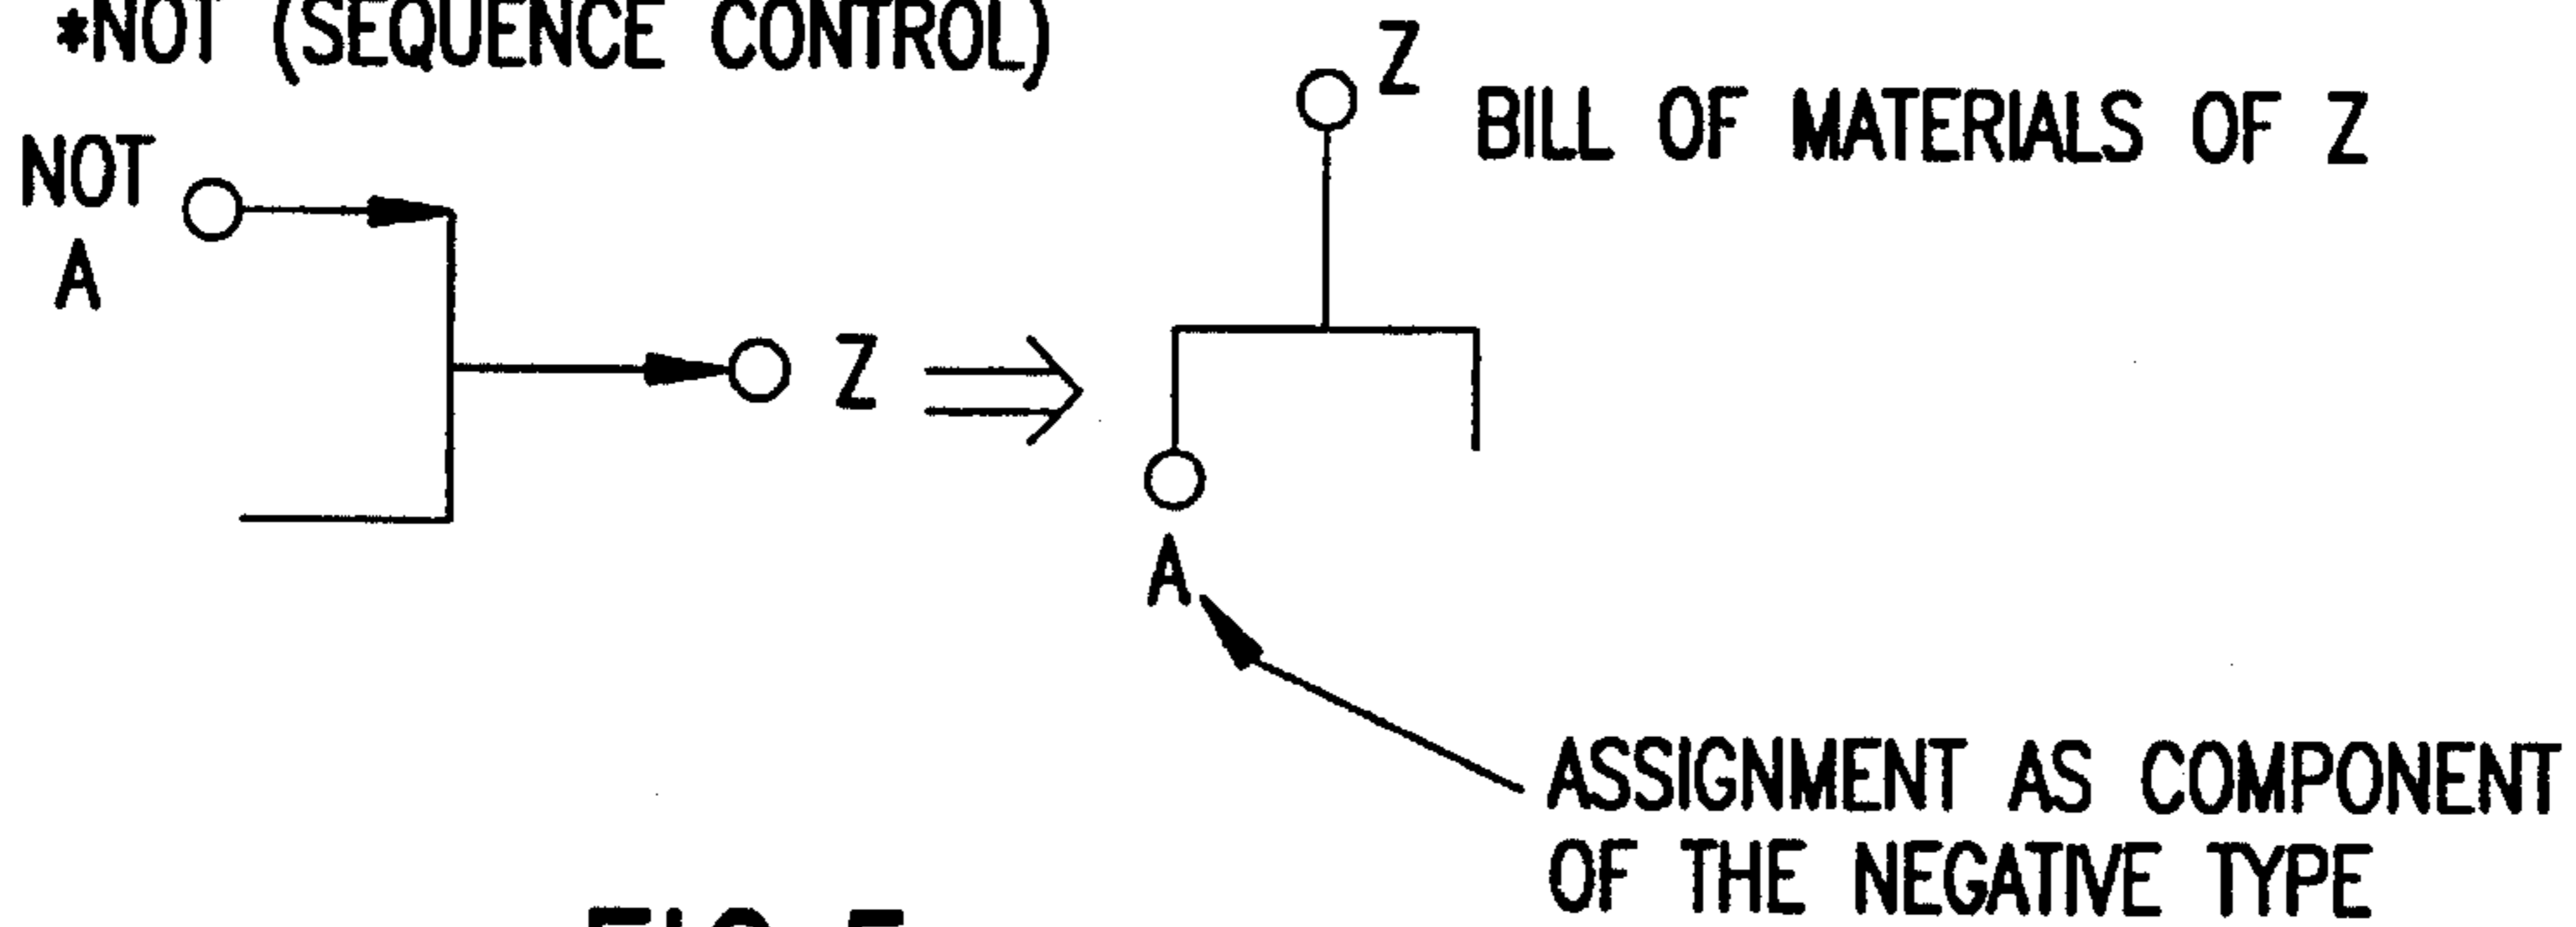 *NOT (SEQUENCE CONTROL)
NOT
A
Z
Z
BILL OF MATERIALS OF Z
A
ASSIGNMENT AS COMPONENT
OF THE NEGATIVE TYPE